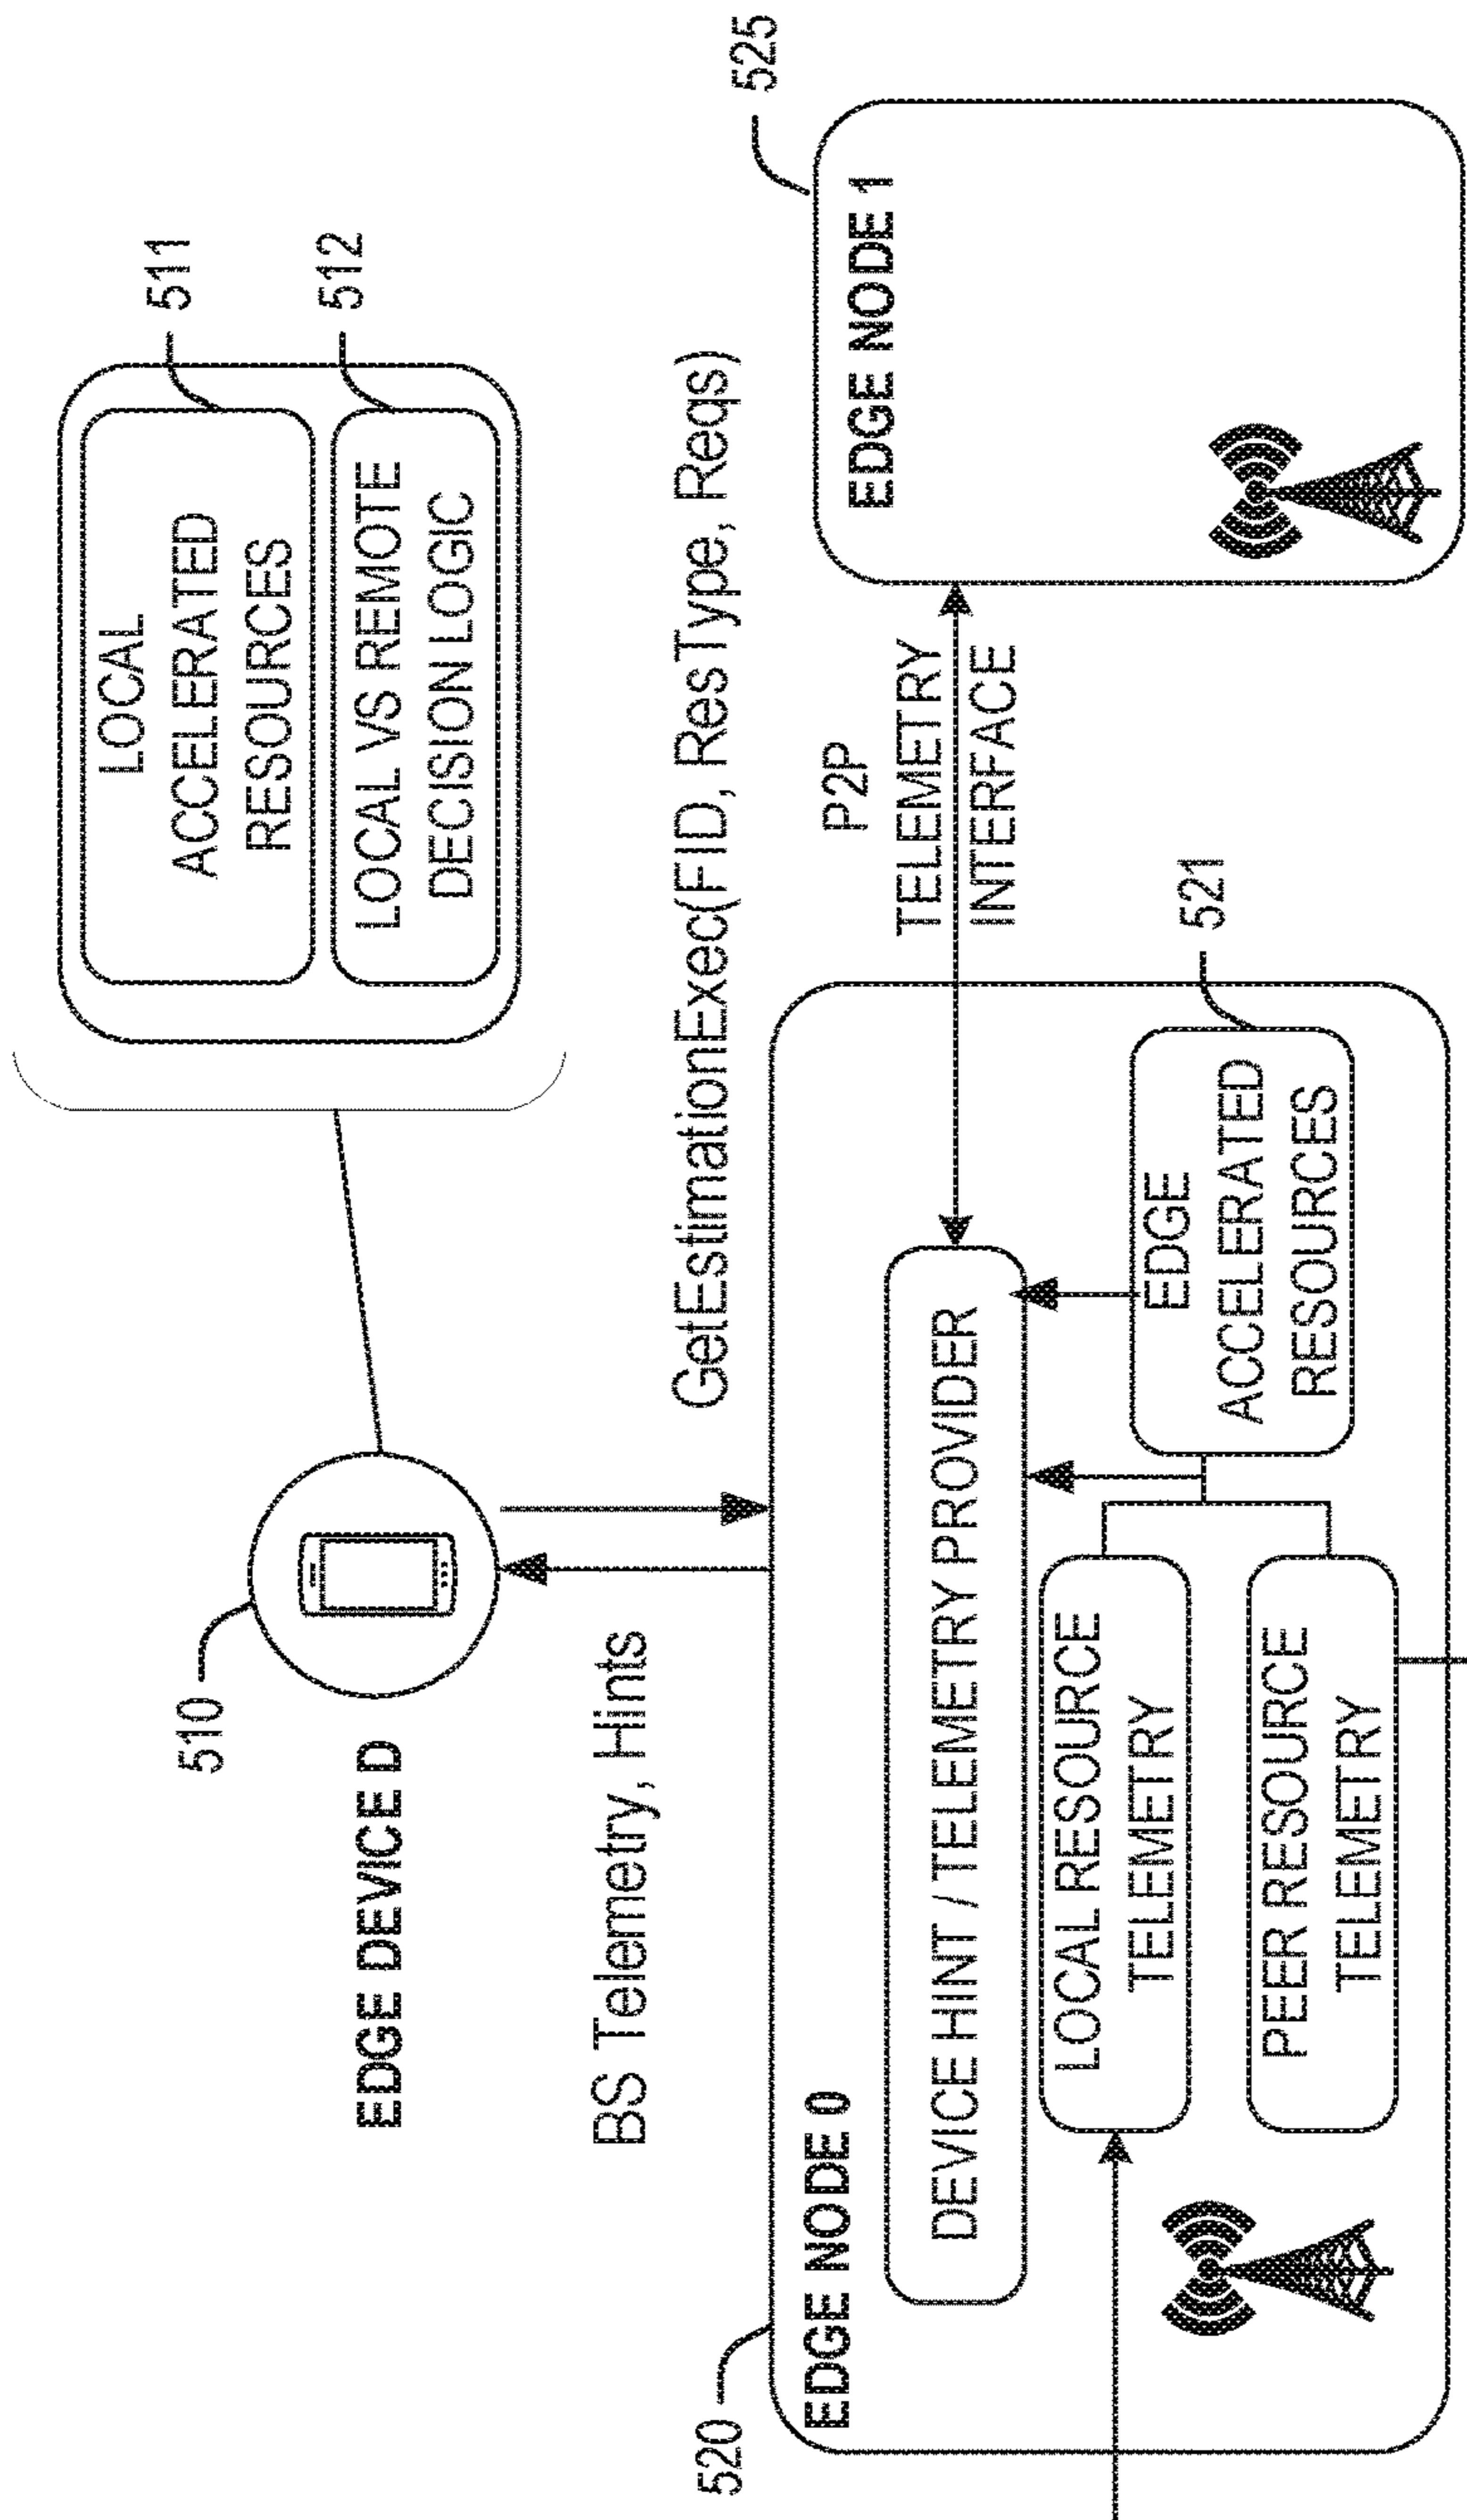 510
EDGE DEVICE D
LOCAL
ACCELERATED
RESOURCES
511
LOCAL VS REMOTE
DECISION LOGIC
512
BS Telemetry, Hints
GetEstimationExec(FID, ResType, Reqs)
520
EDGE NODE 0
DEVICE HINT / TELEMETRY PROVIDER
LOCAL RESOURCE
TELEMETRY
PEER RESOURCE
TELEMETRY
EDGE
ACCELERATED
RESOURCES
521
P2P
TELEMETRY
INTERFACE
525
EDGE NODE 1